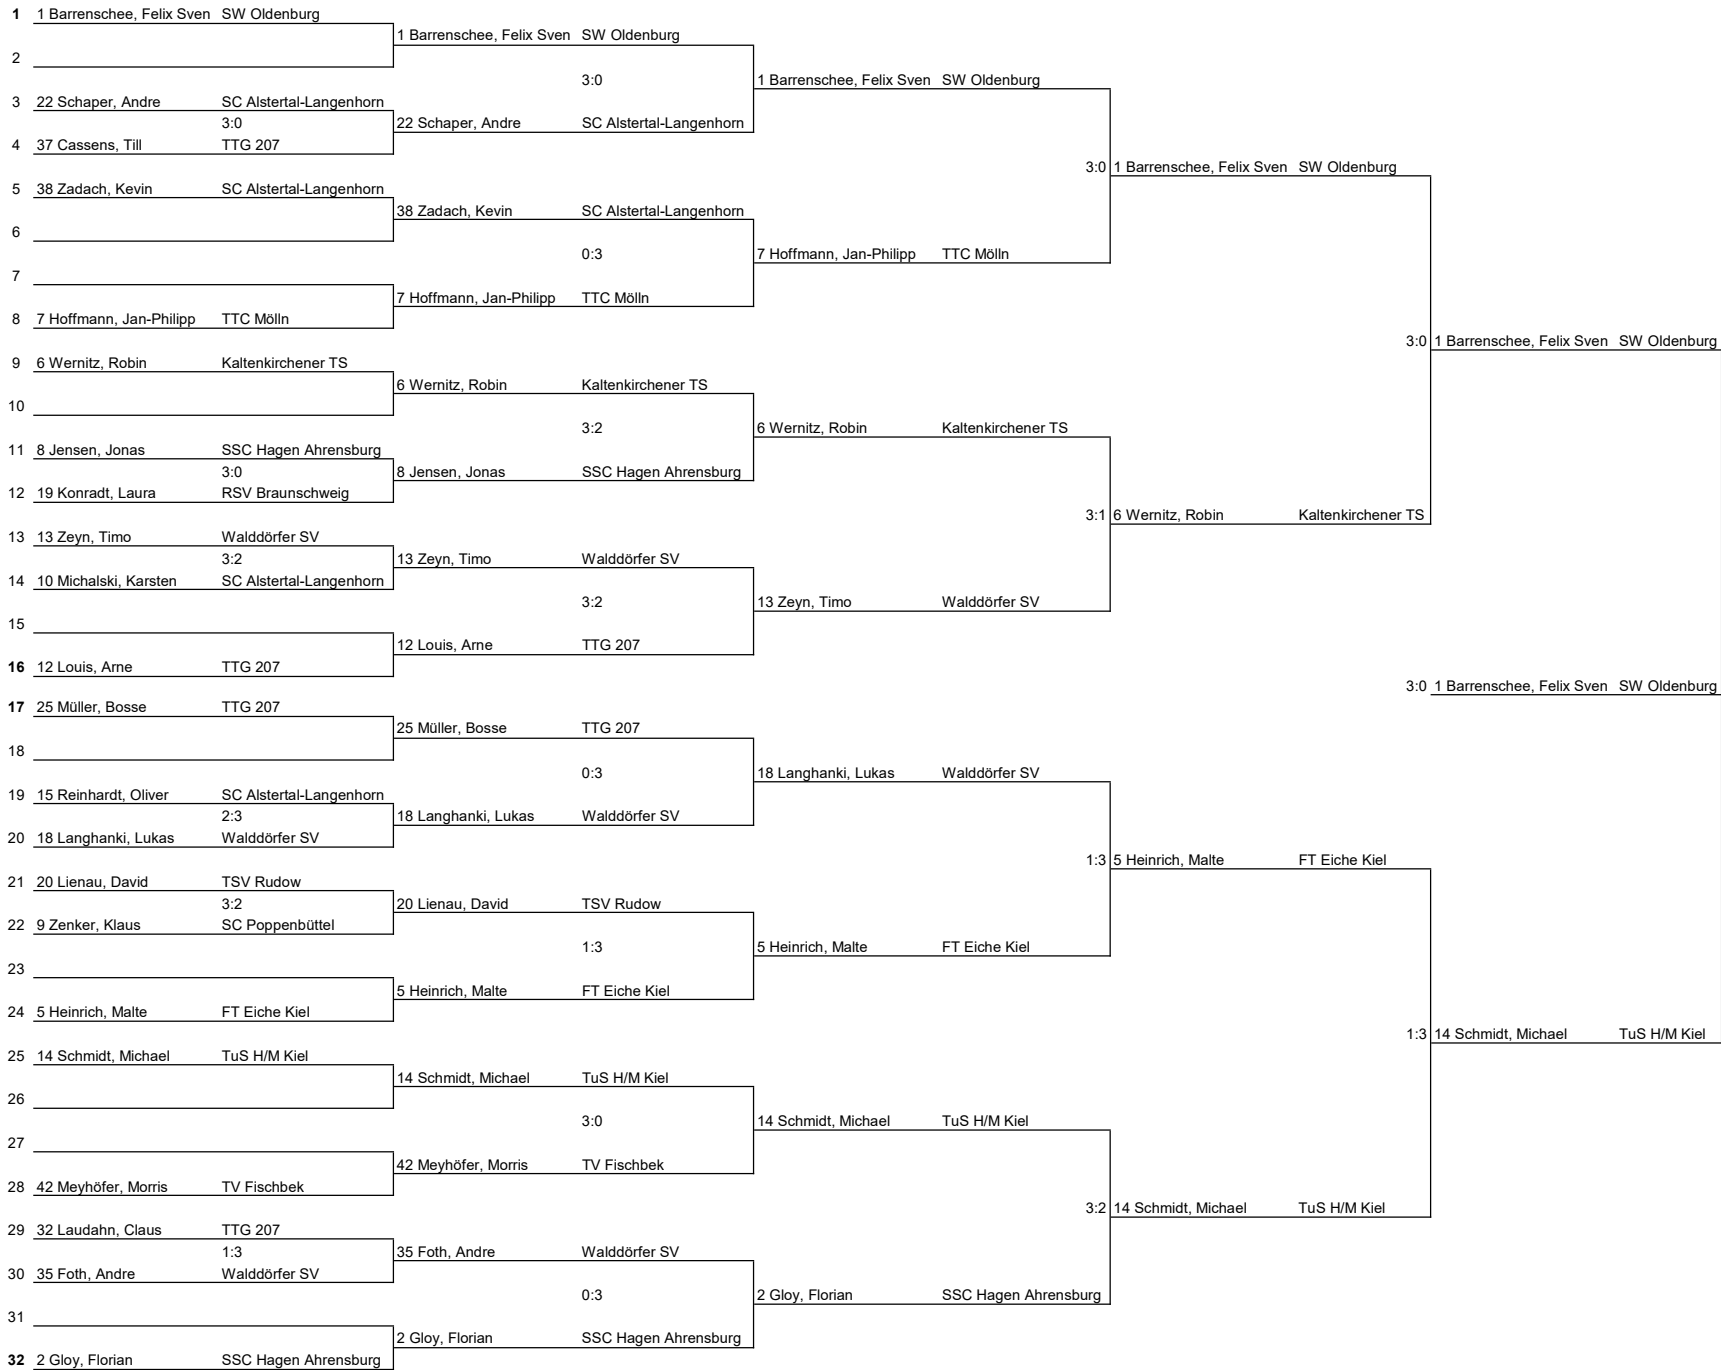 1 1 Barrenschee, Felix Sven SW Oldenburg
1 Barrenschee, Felix Sven SW Oldenburg
2
3:0 1 Barrenschee, Felix Sven SW Oldenburg
3 22 Schaper, Andre SC Alstertal-Langenhorn
3:0 22 Schaper, Andre SC Alstertal-Langenhorn
4 37 Cassens, Till TTG 207
3:0 1 Barrenschee, Felix Sven SW Oldenburg
5 38 Zadach, Kevin SC Alstertal-Langenhorn
38 Zadach, Kevin SC Alstertal-Langenhorn
6
0:3 7 Hoffmann, Jan-Philipp TTC Mölln
7
7 Hoffmann, Jan-Philipp TTC Mölln
8 7 Hoffmann, Jan-Philipp TTC Mölln
3:0 1 Barrenschee, Felix Sven SW Oldenburg
9 6 Wernitz, Robin Kaltenkirchener TS
6 Wernitz, Robin Kaltenkirchener TS
10
3:2 6 Wernitz, Robin Kaltenkirchener TS
11 8 Jensen, Jonas SSC Hagen Ahrensburg
3:0 8 Jensen, Jonas SSC Hagen Ahrensburg
12 19 Konradt, Laura RSV Braunschweig
3:1 6 Wernitz, Robin Kaltenkirchener TS
13 13 Zeyn, Timo Walddörfer SV
3:2 13 Zeyn, Timo Walddörfer SV
14 10 Michalski, Karsten SC Alstertal-Langenhorn
3:2 13 Zeyn, Timo Walddörfer SV
15
12 Louis, Arne TTG 207
16 12 Louis, Arne TTG 207
3:0 1 Barrenschee, Felix Sven SW Oldenburg
17 25 Müller, Bosse TTG 207
25 Müller, Bosse TTG 207
18
0:3 18 Langhanki, Lukas Walddörfer SV
19 15 Reinhardt, Oliver SC Alstertal-Langenhorn
2:3 18 Langhanki, Lukas Walddörfer SV
20 18 Langhanki, Lukas Walddörfer SV
1:3 5 Heinrich, Malte FT Eiche Kiel
21 20 Lienau, David TSV Rudow
3:2 20 Lienau, David TSV Rudow
22 9 Zenker, Klaus SC Poppenbüttel
1:3 5 Heinrich, Malte FT Eiche Kiel
23
5 Heinrich, Malte FT Eiche Kiel
24 5 Heinrich, Malte FT Eiche Kiel
1:3 14 Schmidt, Michael TuS H/M Kiel
25 14 Schmidt, Michael TuS H/M Kiel
14 Schmidt, Michael TuS H/M Kiel
26
3:0 14 Schmidt, Michael TuS H/M Kiel
27
42 Meyhöfer, Morris TV Fischbek
28 42 Meyhöfer, Morris TV Fischbek
3:2 14 Schmidt, Michael TuS H/M Kiel
29 32 Laudahn, Claus TTG 207
1:3 35 Foth, Andre Walddörfer SV
30 35 Foth, Andre Walddörfer SV
0:3 2 Gloy, Florian SSC Hagen Ahrensburg
31
2 Gloy, Florian SSC Hagen Ahrensburg
32 2 Gloy, Florian SSC Hagen Ahrensburg